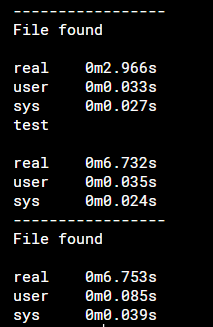 -----------------
File found
real 0m2.966s
user 0m0.033s
sys 0m0.027s
test
real 0m6.732s
user 0m0.035s
sys 0m0.024s
-----------------
File found
real 0m6.753s
user 0m0.085s
sys 0m0.039s